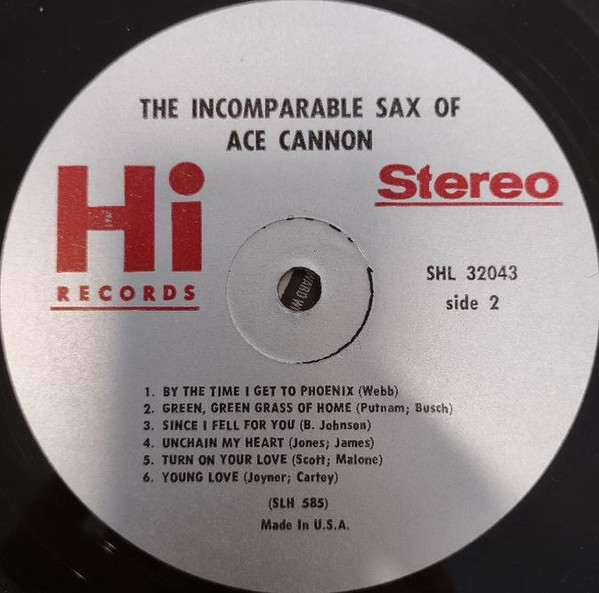 THE INCOMPARABLE SAX OF
ACE CANNON
Hi
RECORDS
Stereo
SHL 32043
side 2
1. BY THE TIME I GET TO PHOENIX (Webb)
2. GREEN, GREEN GRASS OF HOME (Putnam; Busch)
3. SINCE I FELL FOR YOU (B. Johnson)
4. UNCHAIN MY HEART (Jones; James)
5. TURN ON YOUR LOVE (Scott; Malone)
6. YOUNG LOVE (Joyner; Cartey)
(SLH 585)
Made In U.S.A.